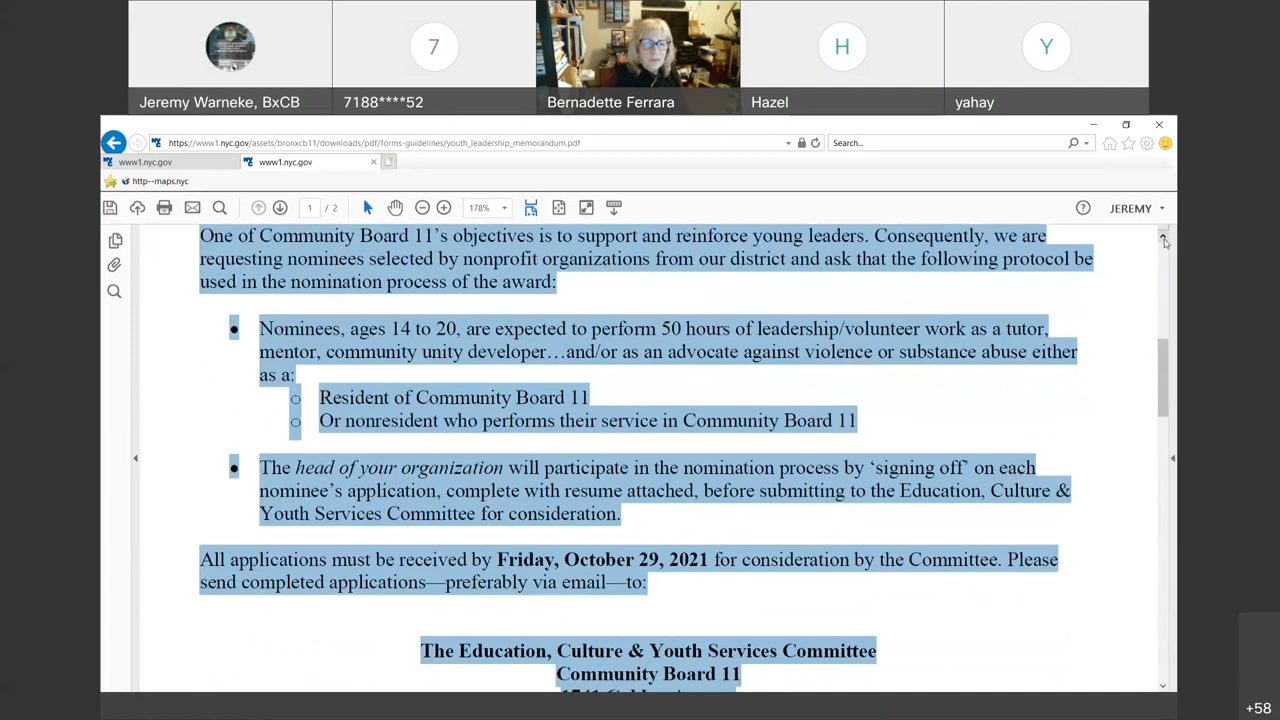 7
H
Y
Jeremy Warneke, BxCB
7188****52
Bernadette Ferrara
Hazel
yahay
https://www1.nyc.gov/assets/bronxcb11/downloads/pdf/forms-guidelines/youth_leadership_memorandum.pdf
Search...
www1.nyc.gov
www1.nyc.gov
http--maps.nyc
1 / 2
178%
JEREMY
One of Community Board 11's objectives is to support and reinforce young leaders. Consequently, we are
requesting nominees selected by nonprofit organizations from our district and ask that the following protocol be
used in the nomination process of the award:
• Nominees, ages 14 to 20, are expected to perform 50 hours of leadership/volunteer work as a tutor,
mentor, community unity developer…and/or as an advocate against violence or substance abuse either
as a:
○ Resident of Community Board 11
○ Or nonresident who performs their service in Community Board 11
• The head of your organization will participate in the nomination process by ‘signing off’ on each
nominee's application, complete with resume attached, before submitting to the Education, Culture &
Youth Services Committee for consideration.
All applications must be received by Friday, October 29, 2021 for consideration by the Committee. Please
send completed applications—preferably via email—to:
The Education, Culture & Youth Services Committee
Community Board 11
+58